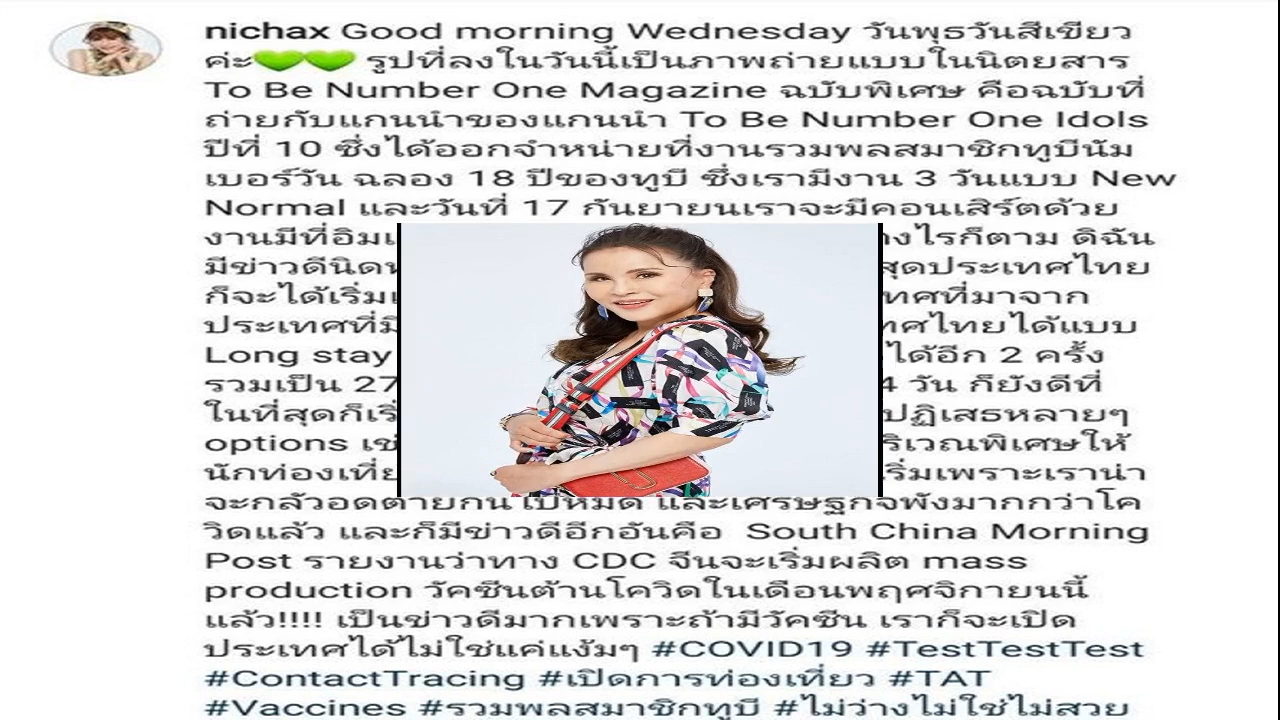 nichax Good morning Wednesday วันพุธวันสีเขียว
ค่ะ💚💚 รูปที่ลงในวันนี้เป็นภาพถ่ายแบบในนิตยสาร
To Be Number One Magazine ฉบับพิเศษ คือฉบับที่
ถ่ายกับแกนนำของแกนนำ To Be Number One Idols
ปีที่ 10 ซึ่งได้ออกจำหน่ายที่งานรวมพลสมาชิกทูบีนัม
เบอร์วัน ฉลอง 18 ปีของทูบี ซึ่งเรามีงาน 3 วันแบบ New
Normal และวันที่ 17 กันยายนเราจะมีคอนเสิร์ตด้วย
งานมีที่อิมเ างไรก็ตาม ดิฉัน
มีข่าวดีนิด สุดประเทศไทย
ก็จะได้เริ่ม ทศที่มาจาก
ประเทศที่ ทศไทยได้แบบ
Long stay ได้อีก 2 ครั้ง
รวมเป็น 27 4 วัน ก็ยังดีที่
ในที่สุดก็เริ่ ปฏิเสธหลายๆ
options เช่ ริเวณพิเศษให้
นักท่องเที่ย ริ่มเพราะเราน่า
จะกลัวอดตายกันไปหมด และเศรษฐกิจพังมากกว่าโค
วิดแล้ว และก็มีข่าวดีอีกอันคือ South China Morning
Post รายงานว่าทาง CDC จีนจะเริ่มผลิต mass
production วัคซีนต้านโควิดในเดือนพฤศจิกายนนี้
แล้ว!!!! เป็นข่าวดีมากเพราะถ้ามีวัคซีน เราก็จะเปิด
ประเทศได้ไม่ใช่แค่แง้มๆ #COVID19 #TestTestTest
#ContactTracing #เปิดการท่องเที่ยว #TAT
#Vaccines #รวมพลสมาชิกทูบี #ไม่ว่างไม่ใช่ไม่สวย